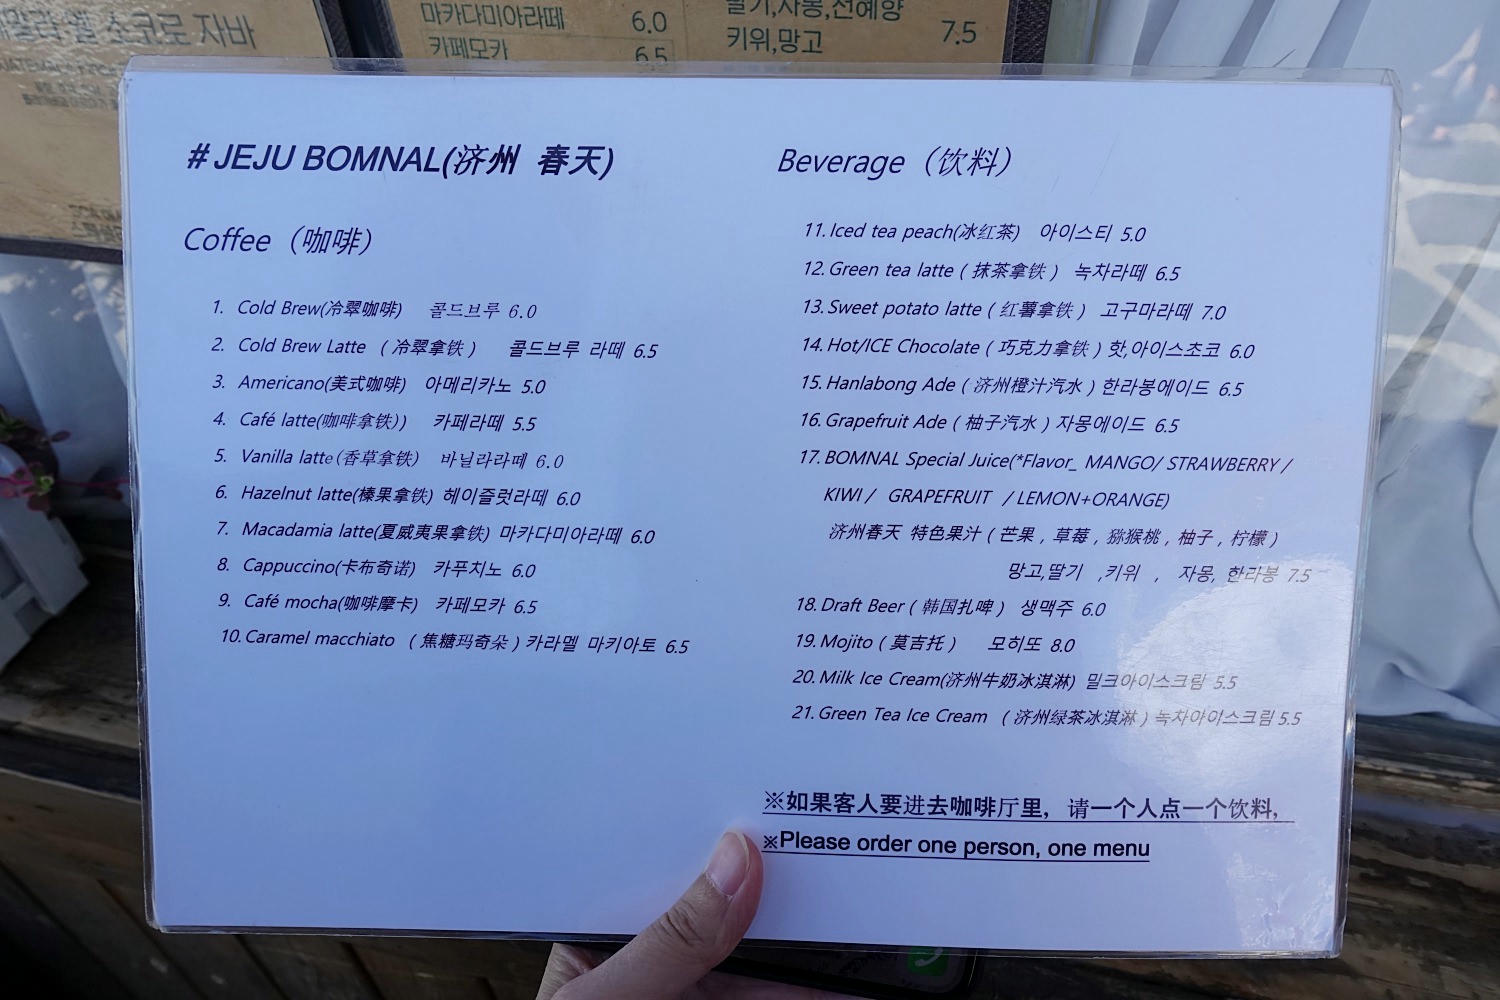 소코로 자바
마카다미아라떼 6.0
카페모카 6.5
딸기,자몽,천혜향
키위,망고 7.5
#JEJU BOMNAL(济州 春天)
Coffee（咖啡）
1. Cold Brew(冷翠咖啡) 콜드브루 6.0
2. Cold Brew Latte （冷翠拿铁） 콜드브루 라떼 6.5
3. Americano(美式咖啡) 아메리카노 5.0
4. Café latte(咖啡拿铁)) 카페라떼 5.5
5. Vanilla latte(香草拿铁) 바닐라라떼 6.0
6. Hazelnut latte(榛果拿铁) 헤이즐럿라떼 6.0
7. Macadamia latte(夏威夷果拿铁) 마카다미아라떼 6.0
8. Cappuccino(卡布奇诺) 카푸치노 6.0
9. Café mocha(咖啡摩卡) 카페모카 6.5
10. Caramel macchiato （焦糖玛奇朵）카라멜 마키아토 6.5
Beverage（饮料）
11. Iced tea peach(冰红茶) 아이스티 5.0
12. Green tea latte（抹茶拿铁） 녹차라떼 6.5
13. Sweet potato latte（红薯拿铁） 고구마라떼 7.0
14. Hot/ICE Chocolate（巧克力拿铁）핫,아이스초코 6.0
15. Hanlabong Ade（济州橙汁汽水）한라봉에이드 6.5
16. Grapefruit Ade（柚子汽水）자몽에이드 6.5
17. BOMNAL Special Juice(*Flavor_ MANGO/ STRAWBERRY /
KIWI / GRAPEFRUIT / LEMON+ORANGE)
济州春天 特色果汁（芒果，草莓，猕猴桃，柚子，柠檬）
망고,딸기 ,키위 , 자몽, 한라봉 7.5
18. Draft Beer（韩国扎啤） 생맥주 6.0
19. Mojito（莫吉托） 모히또 8.0
20. Milk Ice Cream(济州牛奶冰淇淋) 밀크아이스크림 5.5
21. Green Tea Ice Cream （济州绿茶冰淇淋）녹차아이스크림 5.5
※如果客人要进去咖啡厅里，请一个人点一个饮料，
※Please order one person, one menu